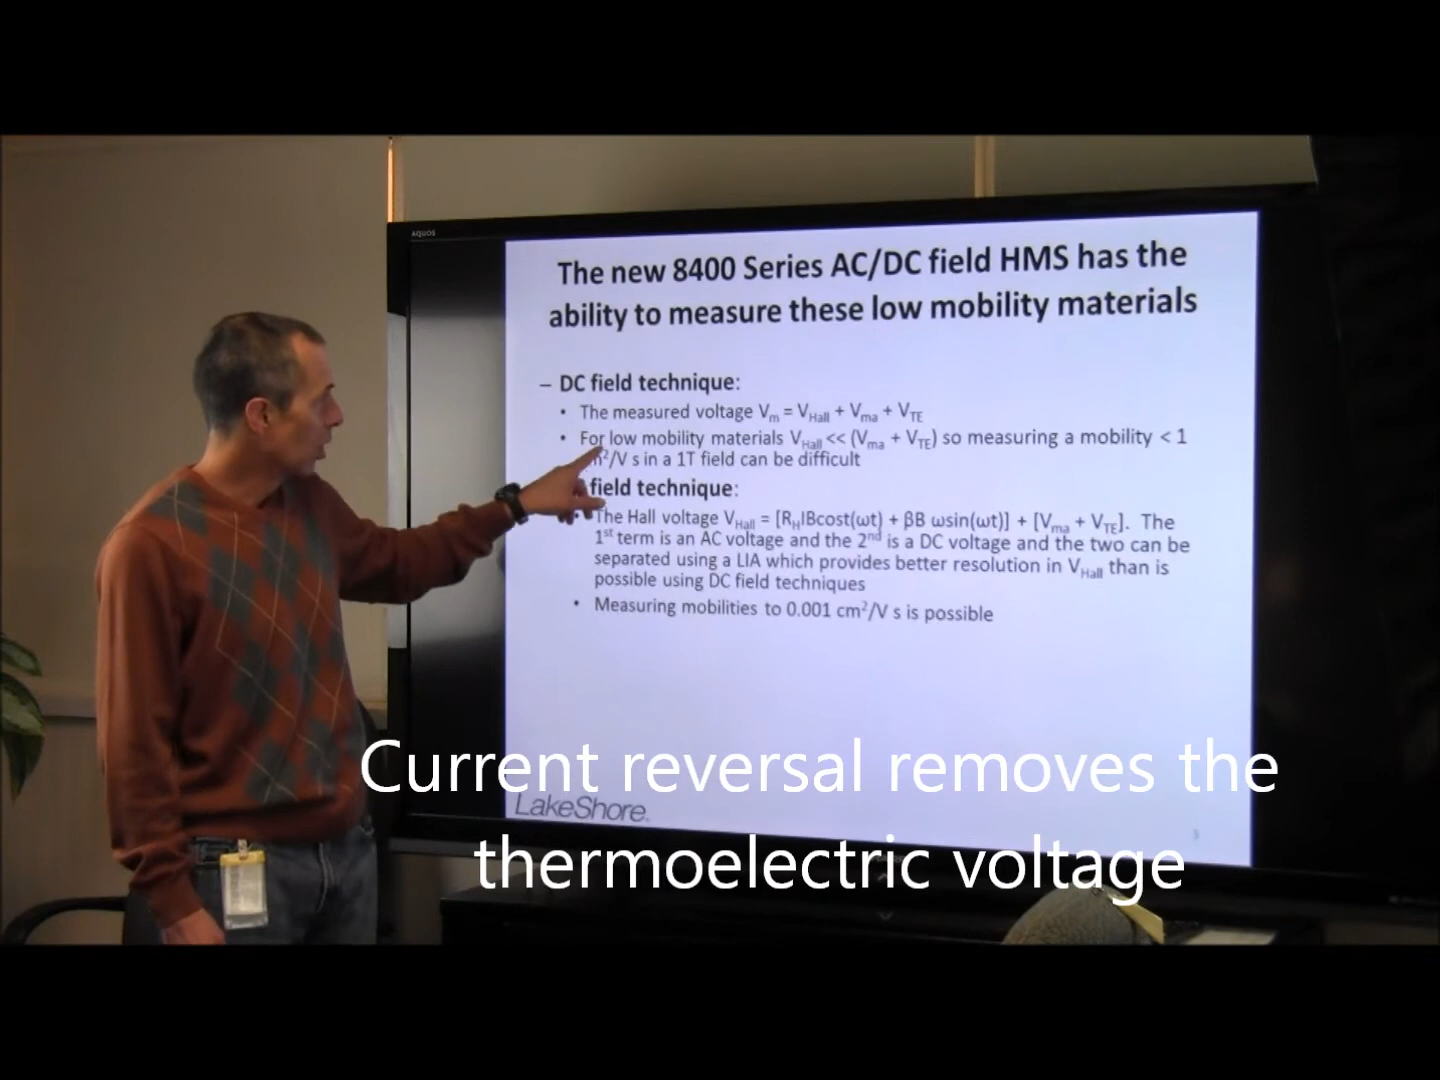 AQUOS
The new 8400 Series AC/DC field HMS has the
ability to measure these low mobility materials
– DC field technique:
• The measured voltage Vm = VHall + Vma + VTE
• For low mobility materials VHall << (Vma + VTE) so measuring a mobility < 1
²/V s in a 1T field can be difficult
field technique:
• The Hall voltage VHall = [RHIBcost(ωt) + βB ωsin(ωt)] + [Vma + VTE]. The
1st term is an AC voltage and the 2nd is a DC voltage and the two can be
separated using a LIA which provides better resolution in VHall than is
possible using DC field techniques
• Measuring mobilities to 0.001 cm²/V s is possible
Current reversal removes the
LakeShore.
3
thermoelectric voltage